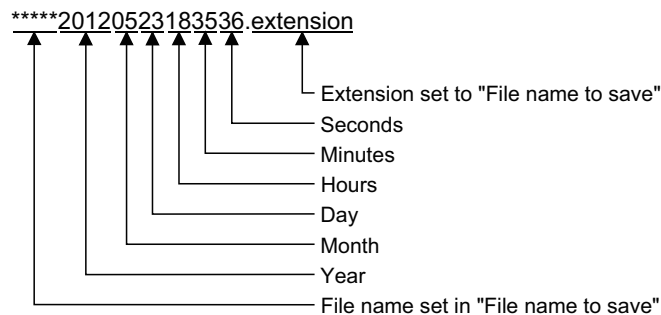 *****20120523183536.extension
Extension set to "File name to save"
Seconds
Minutes
Hours
Day
Month
Year
File name set in "File name to save"